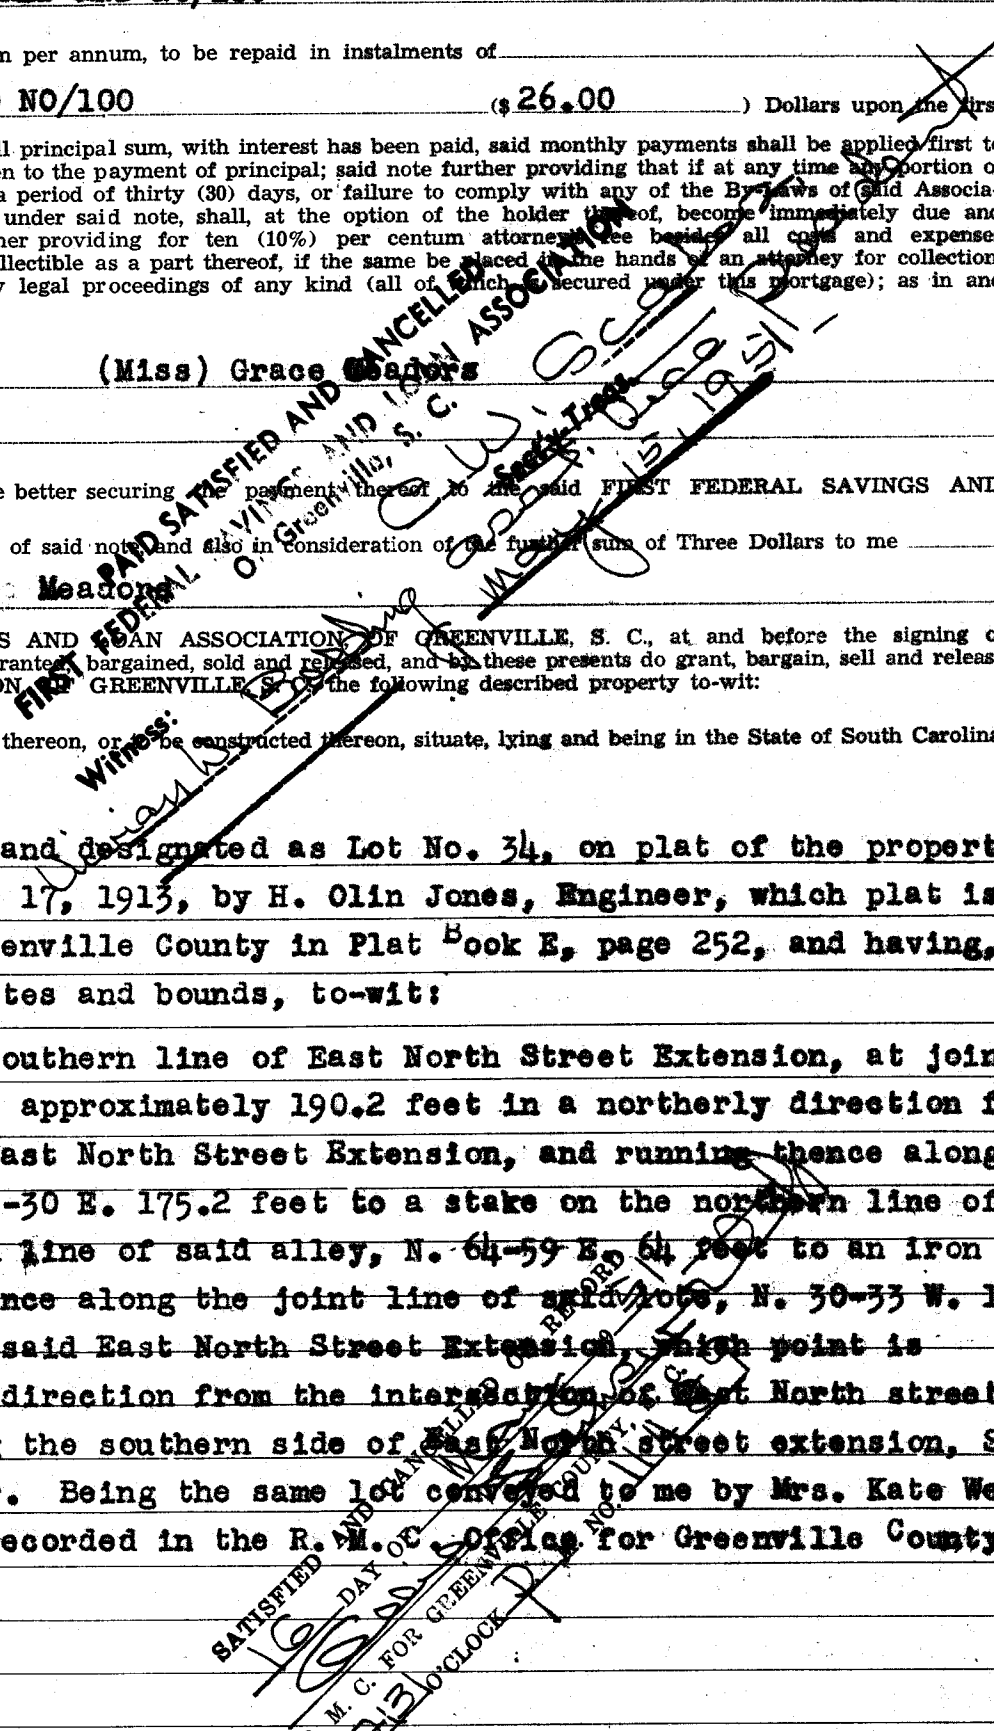 m per annum, to be repaid in instalments of
NO/100 ($ 26.00 ) Dollars upon the firs
ll principal sum, with interest has been paid, said monthly payments shall be applied first to
en to the payment of principal; said note further providing that if at any time any portion o
a period of thirty (30) days, or failure to comply with any of the By-Laws of said Associa-
under said note, shall, at the option of the holder thereof, become immediately due and
her providing for ten (10%) per centum attorney's fee besides all costs and expense
llectible as a part thereof, if the same be placed in the hands of an attorney for collection
y legal proceedings of any kind (all of which is secured under this mortgage); as in and
(Miss) Grace Meadors
e better securing the payment thereof to the said FIRST FEDERAL SAVINGS AND
of said note, and also in consideration of the further sum of Three Dollars to me
Meadors
S AND LOAN ASSOCIATION, OF GREENVILLE, S. C., at and before the signing o
ranted, bargained, sold and released, and by these presents do grant, bargain, sell and releas
ON OF GREENVILLE, S. C., the following described property to-wit:
thereon, or to be constructed thereon, situate, lying and being in the State of South Carolina
PAID SATISFIED AND CANCELLED
FIRST FEDERAL SAVINGS AND LOAN ASSOCIATION
Of Greenville, S. C.
Sect'y-Treas.
May 15, 1951
Witness:
and designated as Lot No. 34, on plat of the propert
17, 1913, by H. Olin Jones, Engineer, which plat is
enville County in Plat Book E, page 252, and having,
tes and bounds, to-wit:
outhern line of East North Street Extension, at join
approximately 190.2 feet in a northerly direction f
ast North Street Extension, and running thence along
-30 E. 175.2 feet to a stake on the northern line of
line of said alley, N. 64-59 E. 64 feet to an iron
nce along the joint line of said lots, N. 30-33 W. 1
said East North Street Extension, which point is
direction from the intersection of East North street
the southern side of East North street extension, S
. Being the same lot conveyed to me by Mrs. Kate We
ecorded in the R. M. C. Office for Greenville County
SATISFIED AND CANCELLED OF RECORD
16 DAY OF
M. C. FOR GREENVILLE COUNTY, S. C.
O'CLOCK P. M. NO.